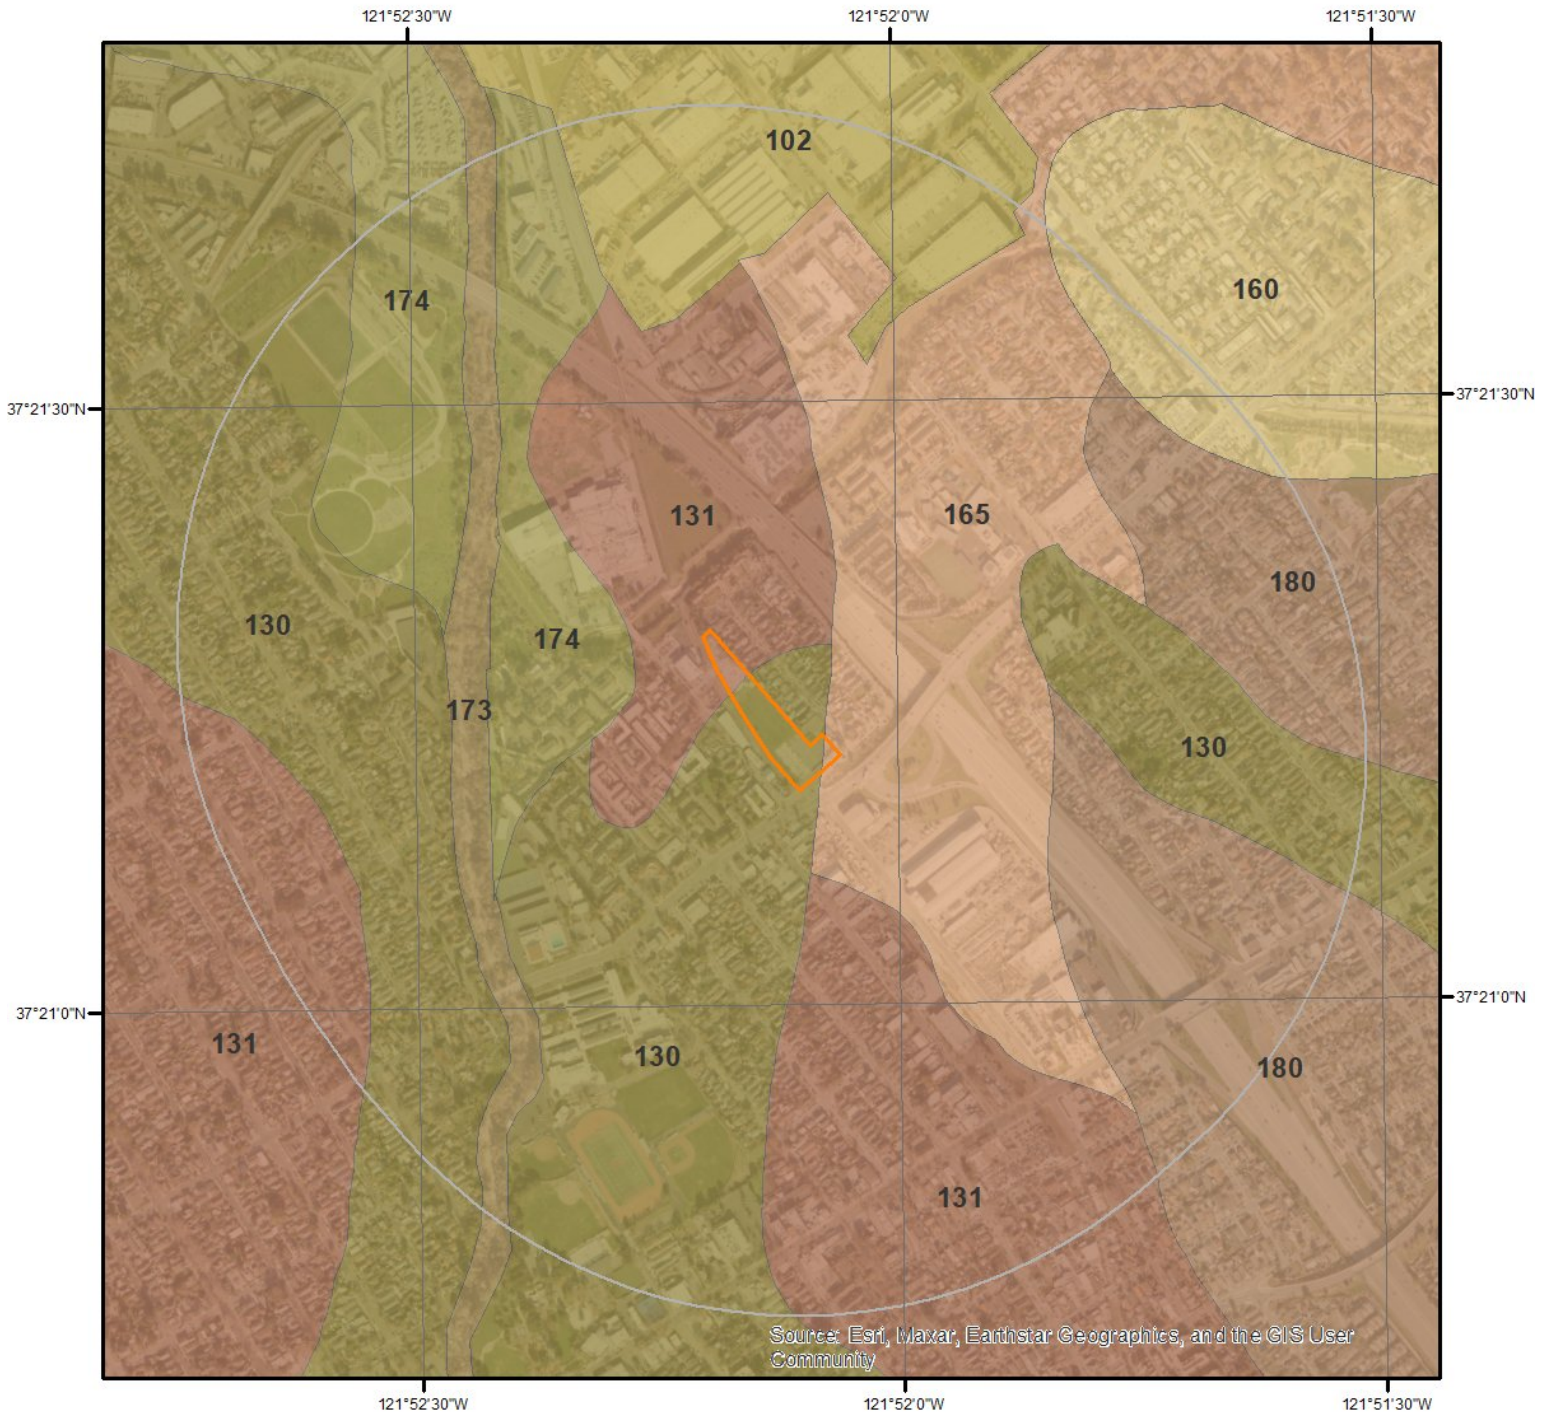 121°52'30"W 121°52'0"W 121°51'30"W
102
160
174
37°21'30"N 37°21'30"N
131 165
180
130 174
173
130
37°21'0"N 37°21'0"N
131
130
180
131
Source: Esri, Maxar, Earthstar Geographics, and the GIS User
Community
121°52'30"W 121°52'0"W 121°51'30"W